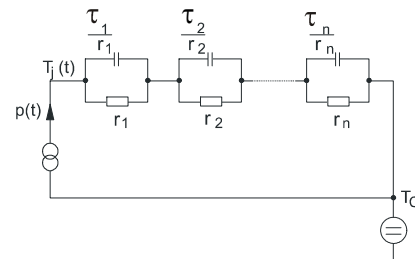 τ1/r1 τ2/r2 τn/rn
Tj (t)
p(t) r1 r2 rn
TC